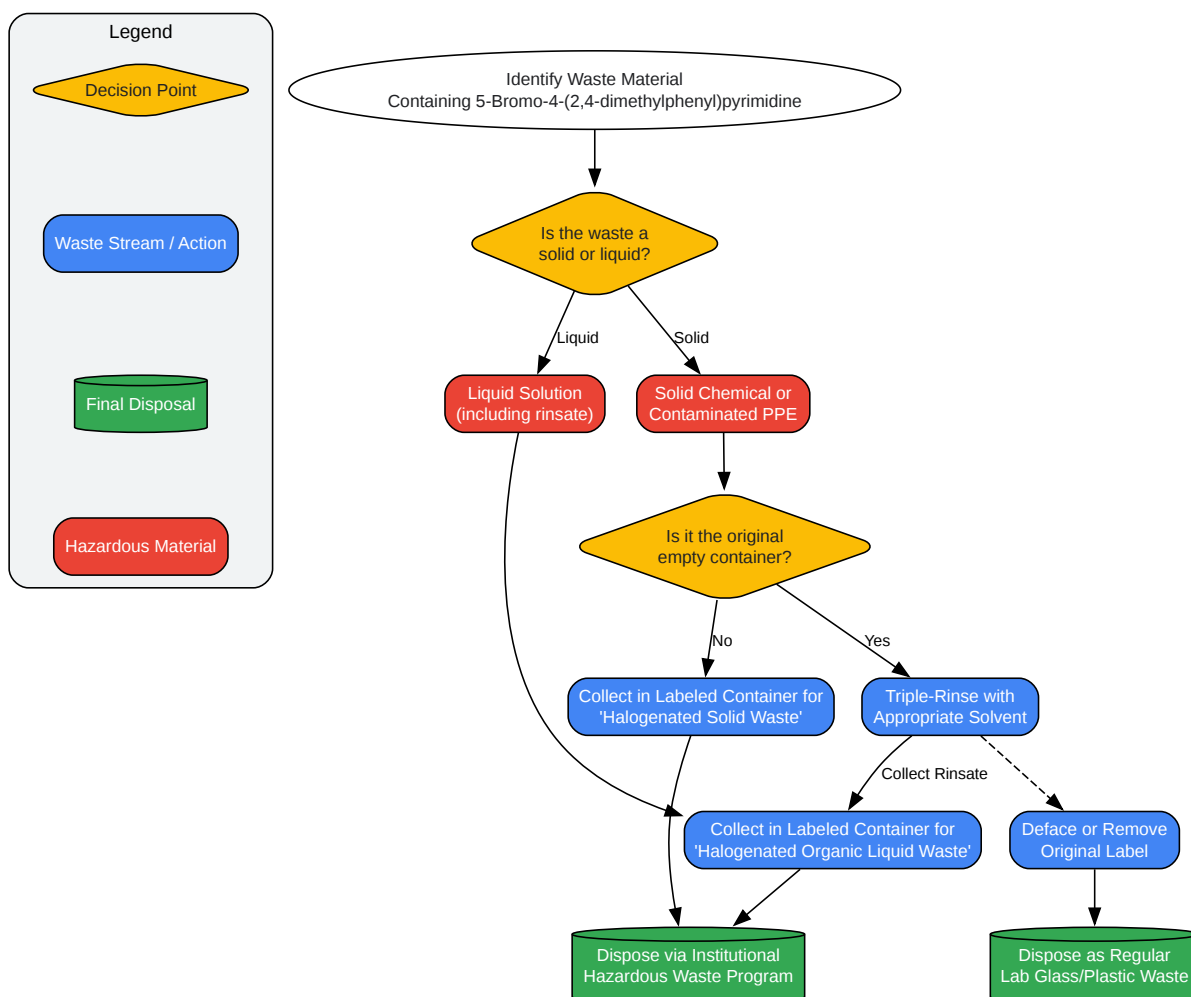 Legend
Decision Point
Waste Stream / Action
Final Disposal
Hazardous Material
Identify Waste Material
Containing 5-Bromo-4-(2,4-dimethylphenyl)pyrimidine
Is the waste a
solid or liquid?
Liquid
Solid
Liquid Solution
(including rinsate)
Solid Chemical or
Contaminated PPE
Is it the original
empty container?
No
Yes
Collect in Labeled Container for
'Halogenated Solid Waste'
Triple-Rinse with
Appropriate Solvent
Collect Rinsate
Collect in Labeled Container for
'Halogenated Organic Liquid Waste'
Deface or Remove
Original Label
Dispose via Institutional
Hazardous Waste Program
Dispose as Regular
Lab Glass/Plastic Waste